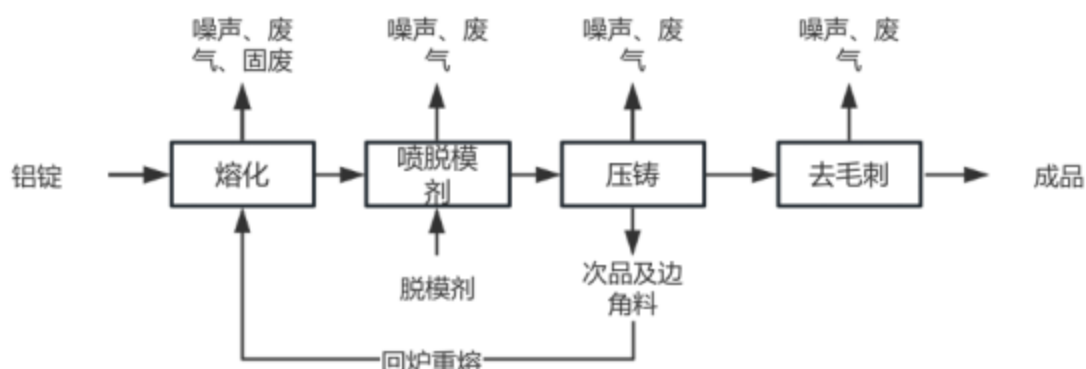 噪声、废
气、固废
噪声、废
气
噪声、废
气
噪声、废
气
铝锭
熔化
喷脱模
剂
压铸
去毛刺
成品
脱模剂
次品及边
角料
回炉重熔